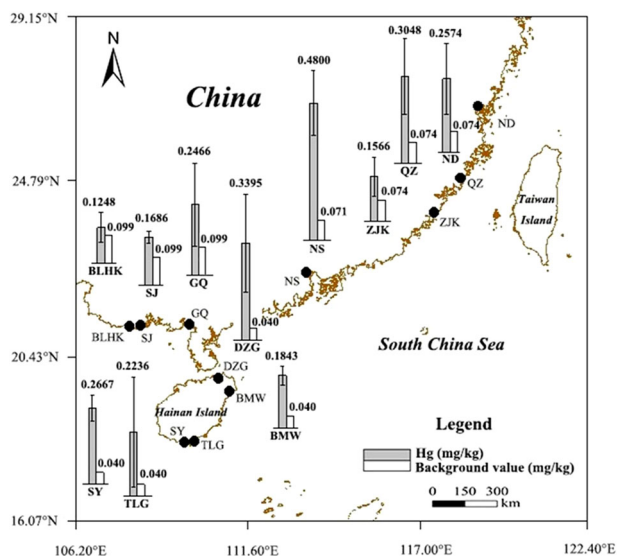 29.15°N
24.79°N
20.43°N
16.07°N
106.20°E
111.60°E
117.00°E
122.40°E
N
China
0.4800
0.071
NS
0.3048
0.074
QZ
0.2574
0.074
ND
0.1566
0.074
ZJK
0.2466
0.099
GQ
0.3395
0.040
DZG
0.1248
0.099
BLHK
0.1686
0.099
SJ
0.2667
0.040
SY
0.2236
0.040
TLG
0.1843
0.040
BMW
ND
QZ
ZJK
NS
GQ
BLHK
SJ
DZG
BMW
SY
TLG
Taiwan
Island
Hainan Island
South China Sea
Legend
Hg (mg/kg)
Background value (mg/kg)
0 150 300
km